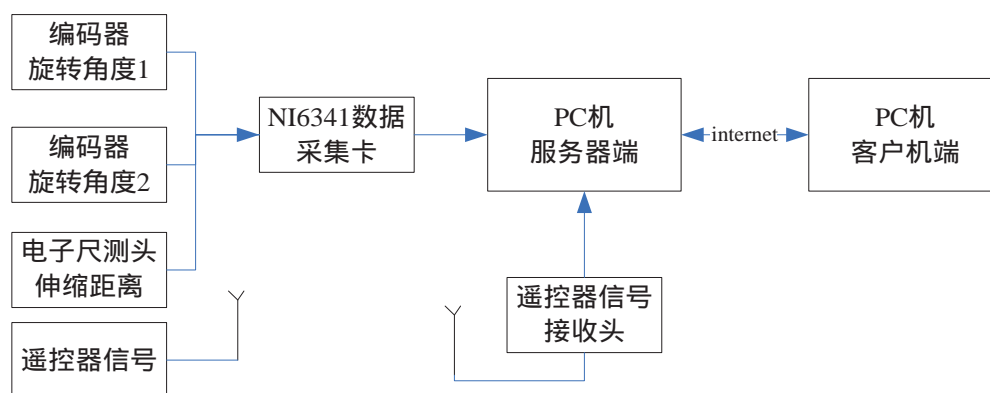 编码器
旋转角度1
编码器
旋转角度2
电子尺测头
伸缩距离
遥控器信号
NI6341数据
采集卡
PC机
服务器端
internet
PC机
客户机端
遥控器信号
接收头